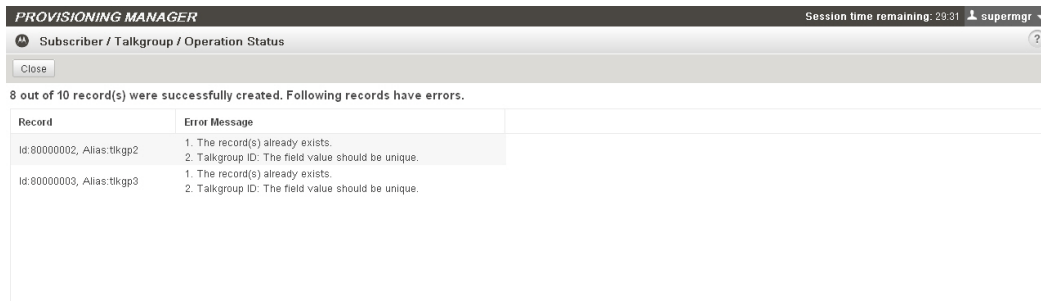 PROVISIONING MANAGER
Session time remaining: 29:31 supermgr
Subscriber / Talkgroup / Operation Status
?
Close
8 out of 10 record(s) were successfully created. Following records have errors.
Record Error Message
Id:80000002, Alias:tlkgp2
1. The record(s) already exists.
2. Talkgroup ID: The field value should be unique.
Id:80000003, Alias:tlkgp3
1. The record(s) already exists.
2. Talkgroup ID: The field value should be unique.